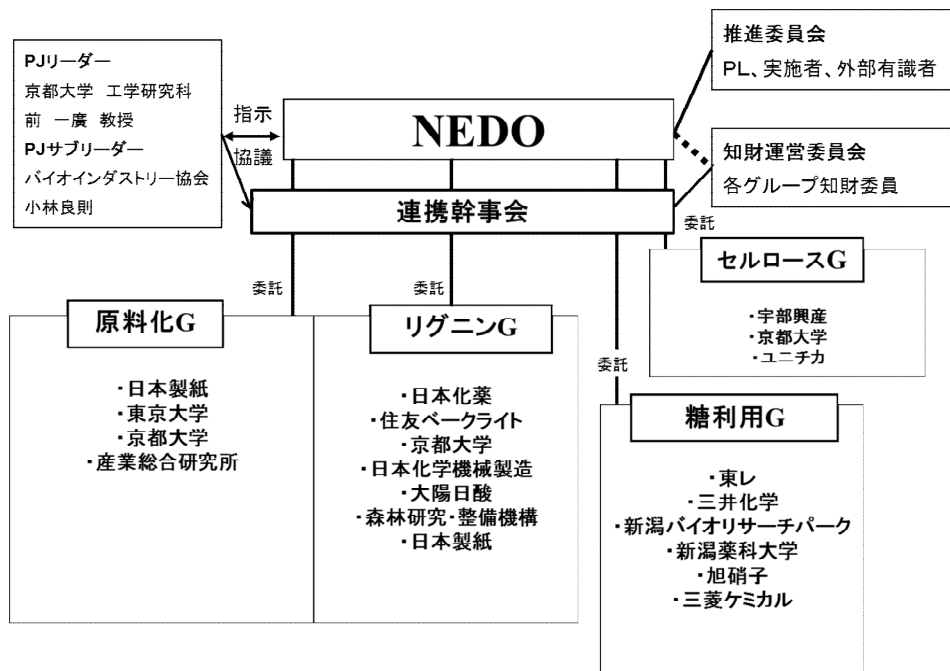 PJリーダー
京都大学 工学研究科
前 一廣 教授
PJサブリーダー
バイオインダストリー協会
小林良則
指示
協議
NEDO
連携幹事会
推進委員会
PL、実施者、外部有識者
知財運営委員会
各グループ知財委員
委託
委託
委託
委託
原料化G
・日本製紙
・東京大学
・京都大学
・産業総合研究所
リグニンG
・日本化薬
・住友ベークライト
・京都大学
・日本化学機械製造
・大陽日酸
・森林研究・整備機構
・日本製紙
セルロースG
・宇部興産
・京都大学
・ユニチカ
糖利用G
・東レ
・三井化学
・新潟バイオリサーチパーク
・新潟薬科大学
・旭硝子
・三菱ケミカル